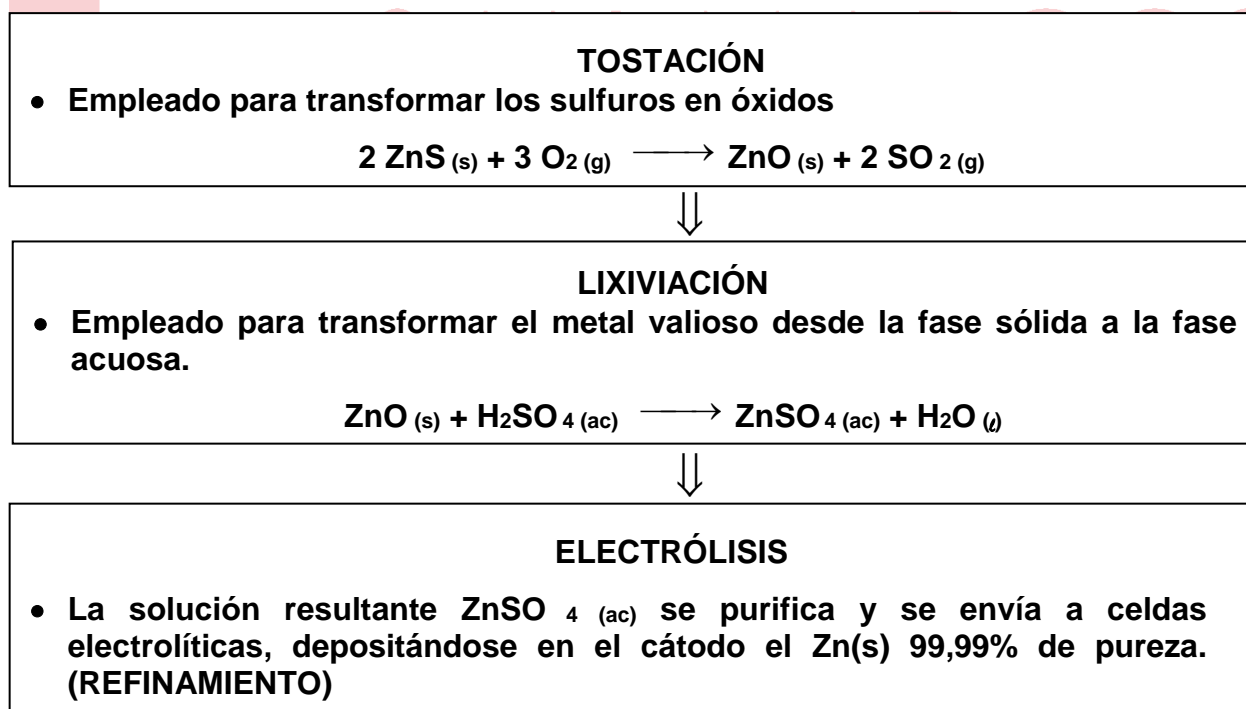 TOSTACIÓN
• Empleado para transformar los sulfuros en óxidos
2 ZnS (s) + 3 O2 (g) ⟶ ZnO (s) + 2 SO 2 (g)
⇓
LIXIVIACIÓN
• Empleado para transformar el metal valioso desde la fase sólida a la fase
acuosa.
ZnO (s) + H2SO 4 (ac) ⟶ ZnSO 4 (ac) + H2O (ℓ)
⇓
ELECTRÓLISIS
• La solución resultante ZnSO 4 (ac) se purifica y se envía a celdas
electrolíticas, depositándose en el cátodo el Zn(s) 99,99% de pureza.
(REFINAMIENTO)